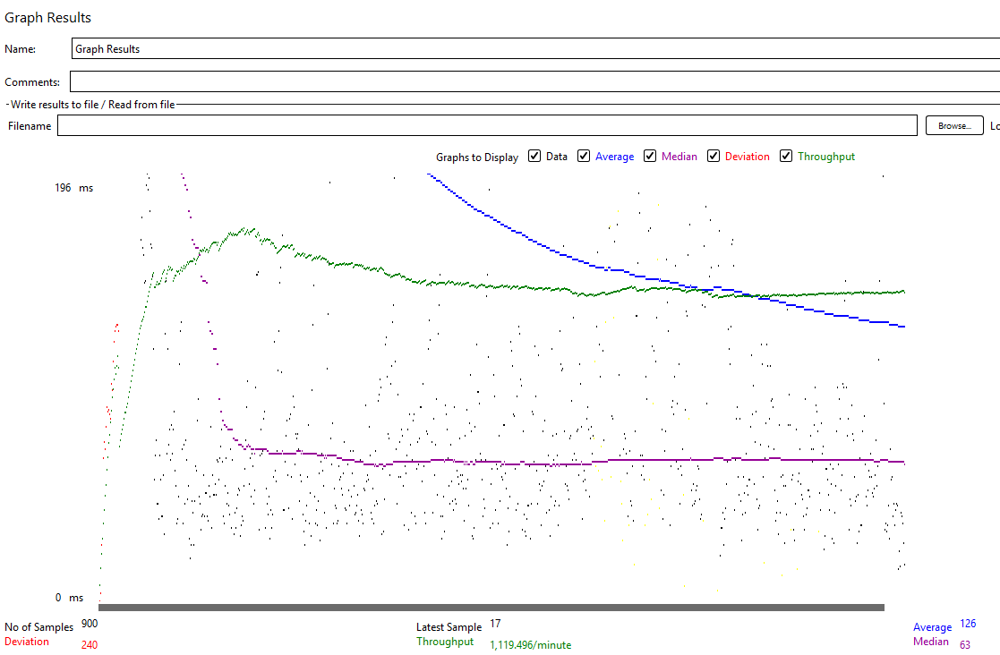 Graph Results
Name: Graph Results
Comments:
Write results to file / Read from file
Filename Browse... Lo
Graphs to Display Data Average Median Deviation Throughput
196 ms
0 ms
No of Samples 900 Latest Sample 17 Average 126
Deviation 240 Throughput 1,119.496/minute Median 63